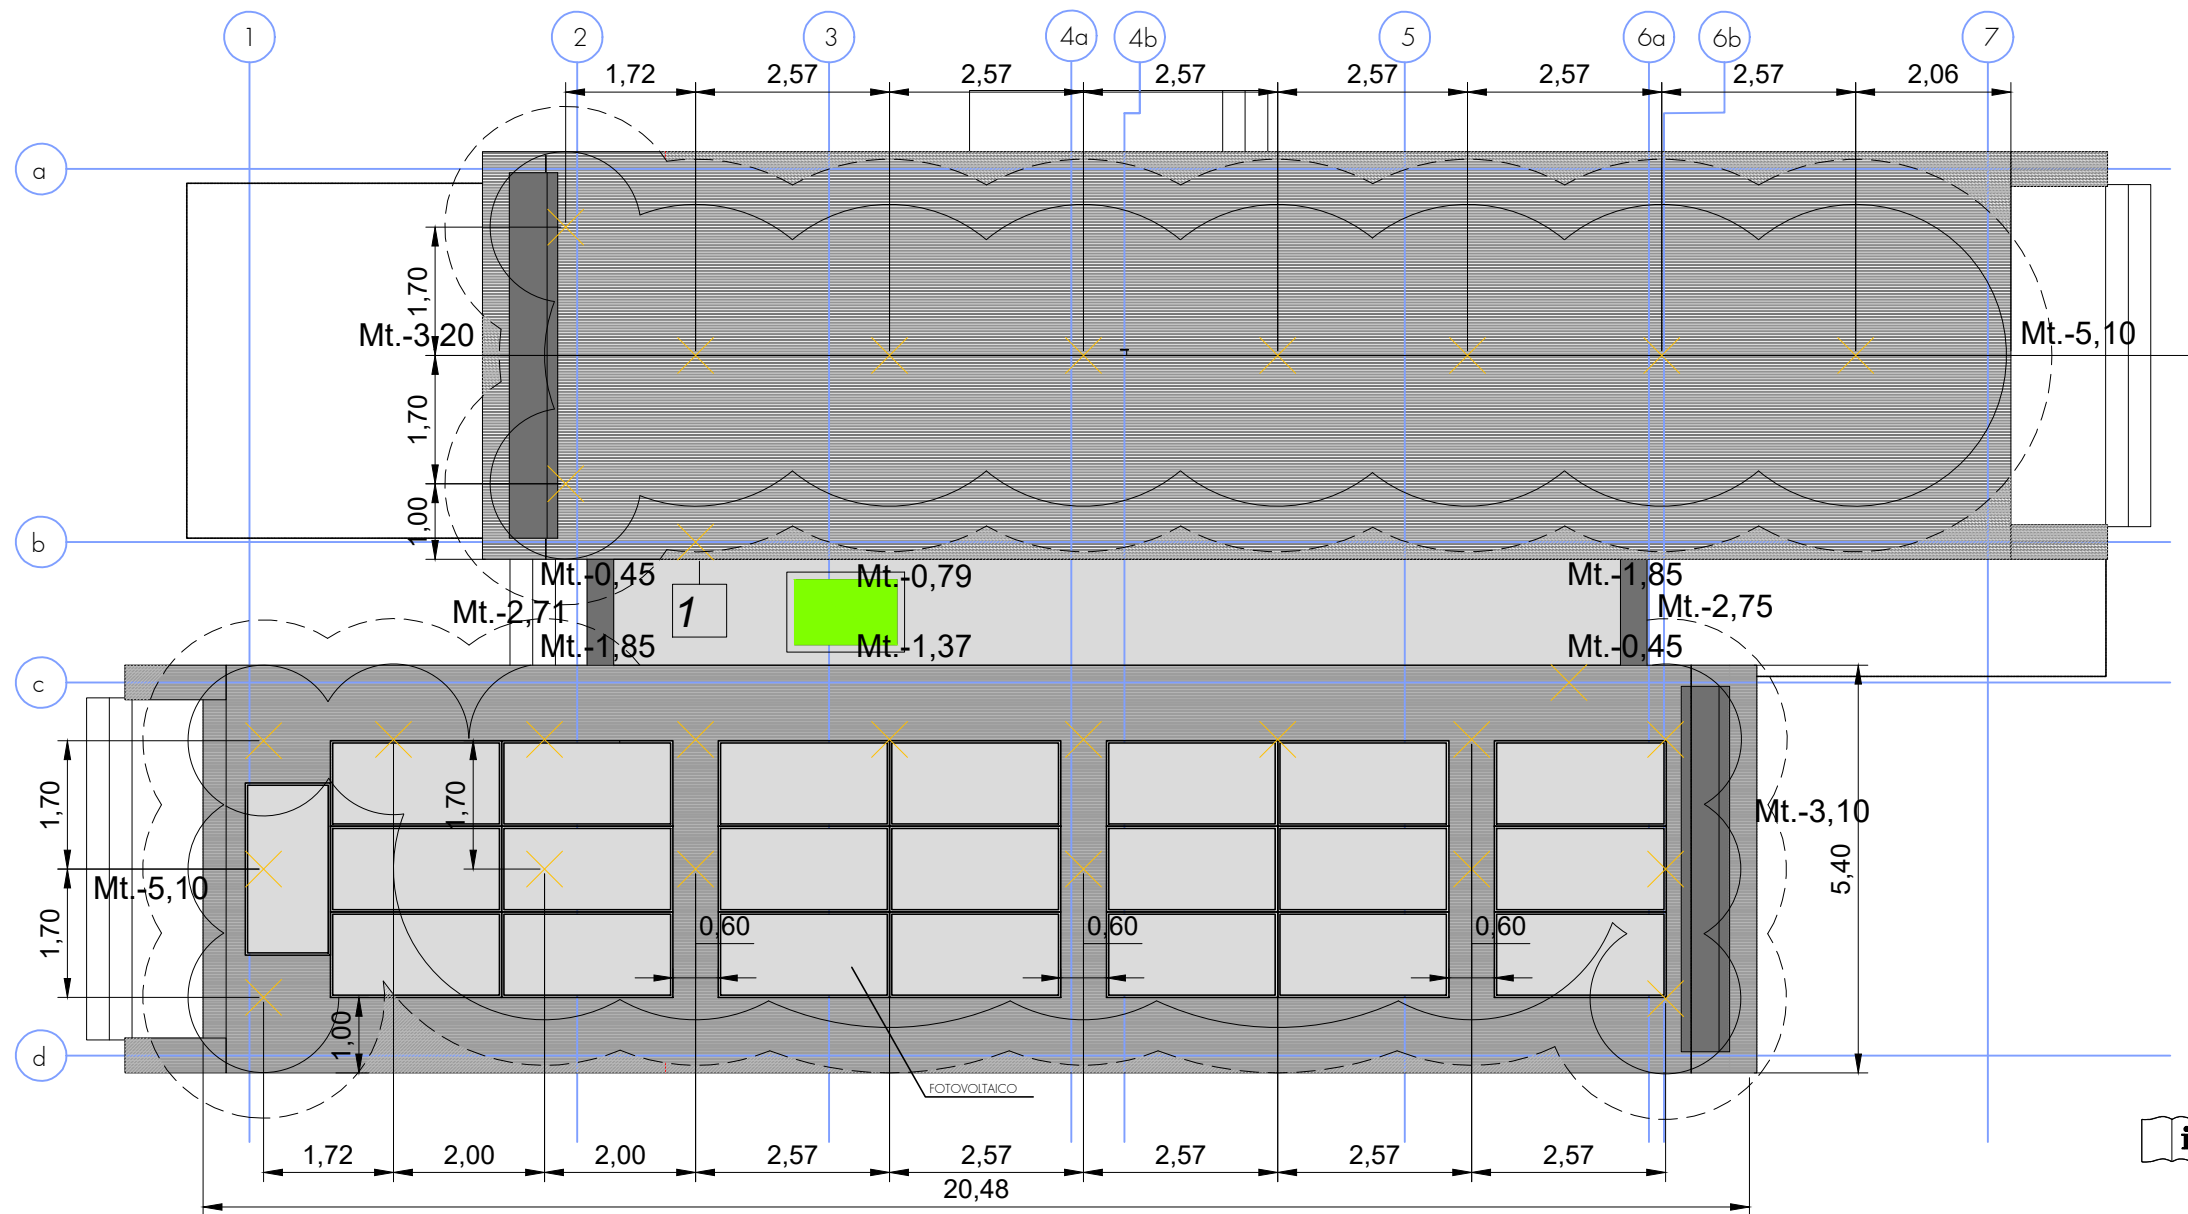 1 2 3 4a 4b 5 6a 6b 7
1,72 2,57 2,57 2,57 2,57 2,57 2,57 2,06
a
1,70
Mt.-3,20 Mt.-5,10
1,70
1,00
b
Mt.-0,45 Mt.-0,79 Mt.-1,85
Mt.-2,71 1 Mt.-2,75
Mt.-1,85 Mt.-1,37 Mt.-0,45
c
1,70 1,70 Mt.-3,10
5,40
Mt.-5,10
1,70 0,60 0,60 0,60
1,00
d
FOTOVOLTAICO
i
1,72 2,00 2,00 2,57 2,57 2,57 2,57 2,57
20,48